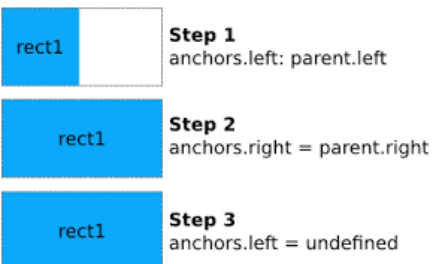 rect1
Step 1
anchors.left: parent.left
rect1
Step 2
anchors.right = parent.right
rect1
Step 3
anchors.left = undefined